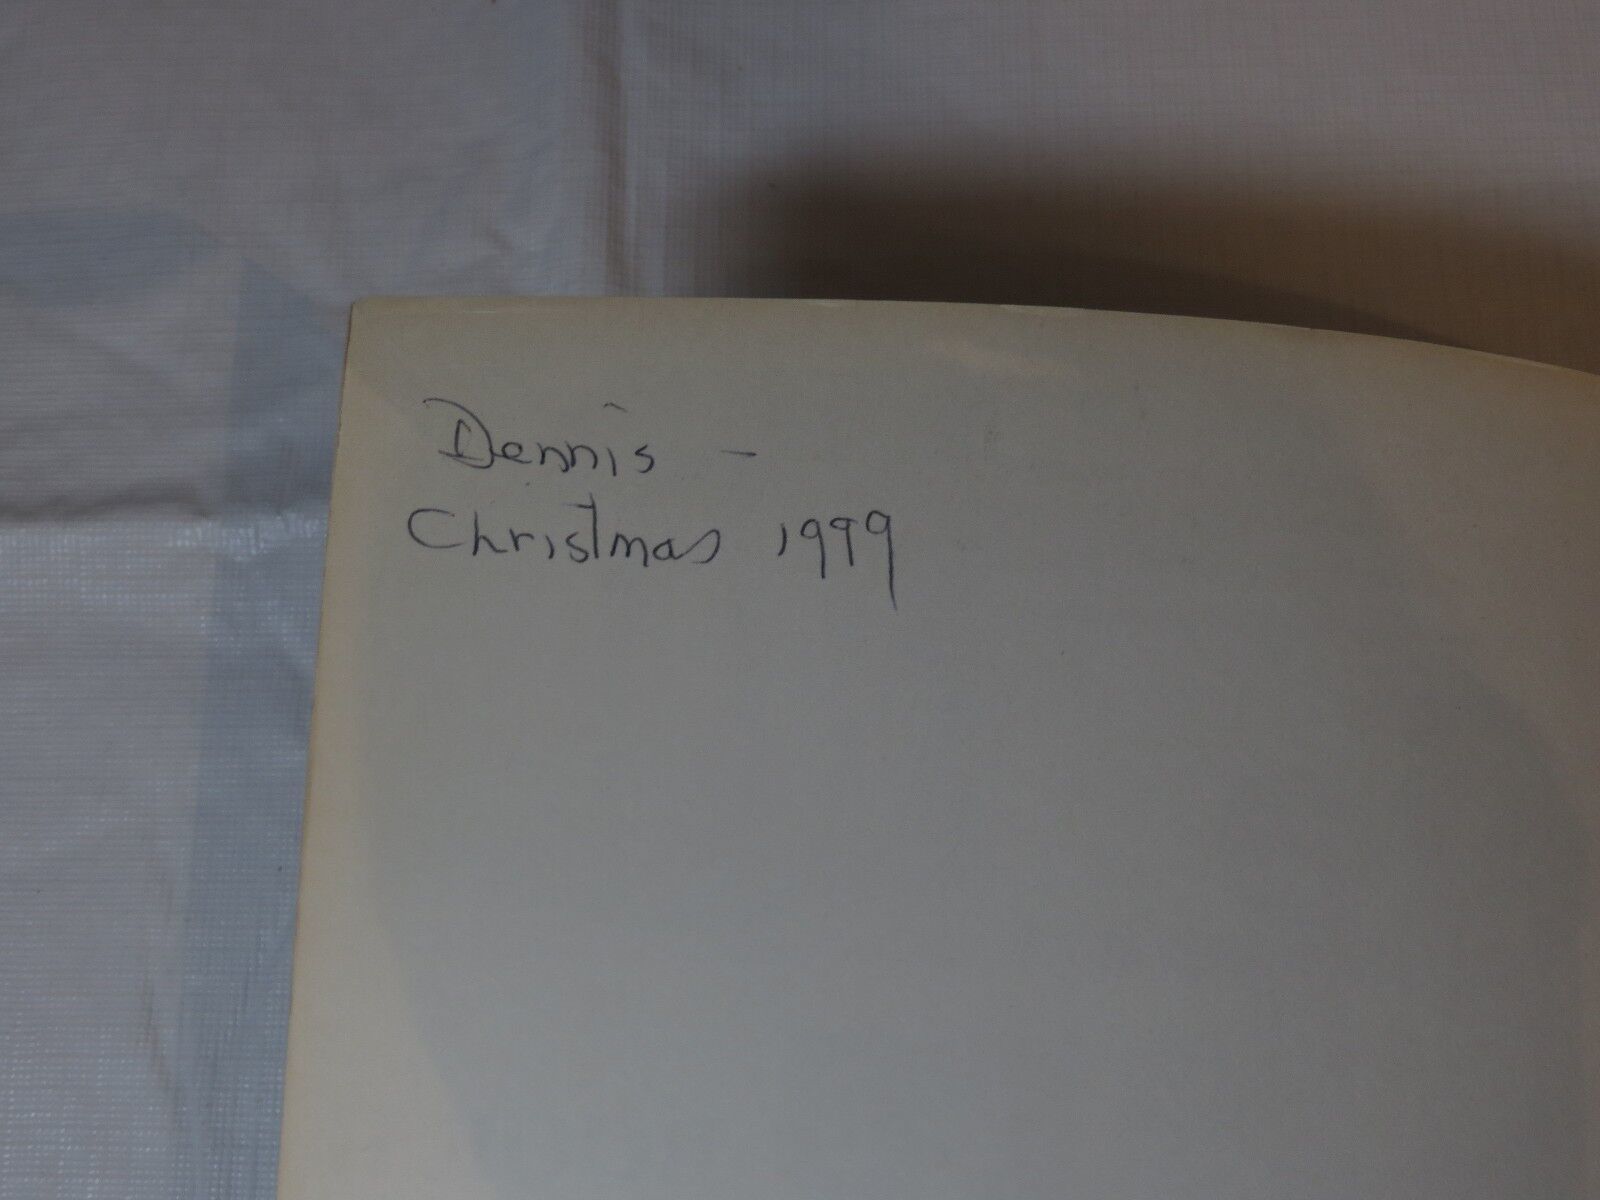 Dennis -
Christmas 1999